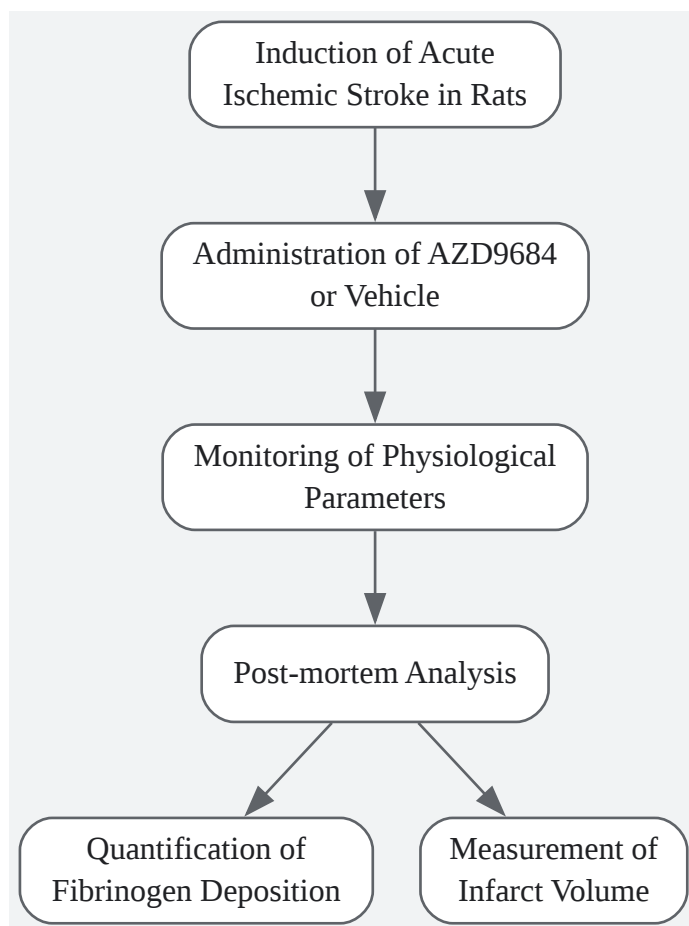 Induction of Acute
Ischemic Stroke in Rats
Administration of AZD9684
or Vehicle
Monitoring of Physiological
Parameters
Post-mortem Analysis
Quantification of
Fibrinogen Deposition
Measurement of
Infarct Volume